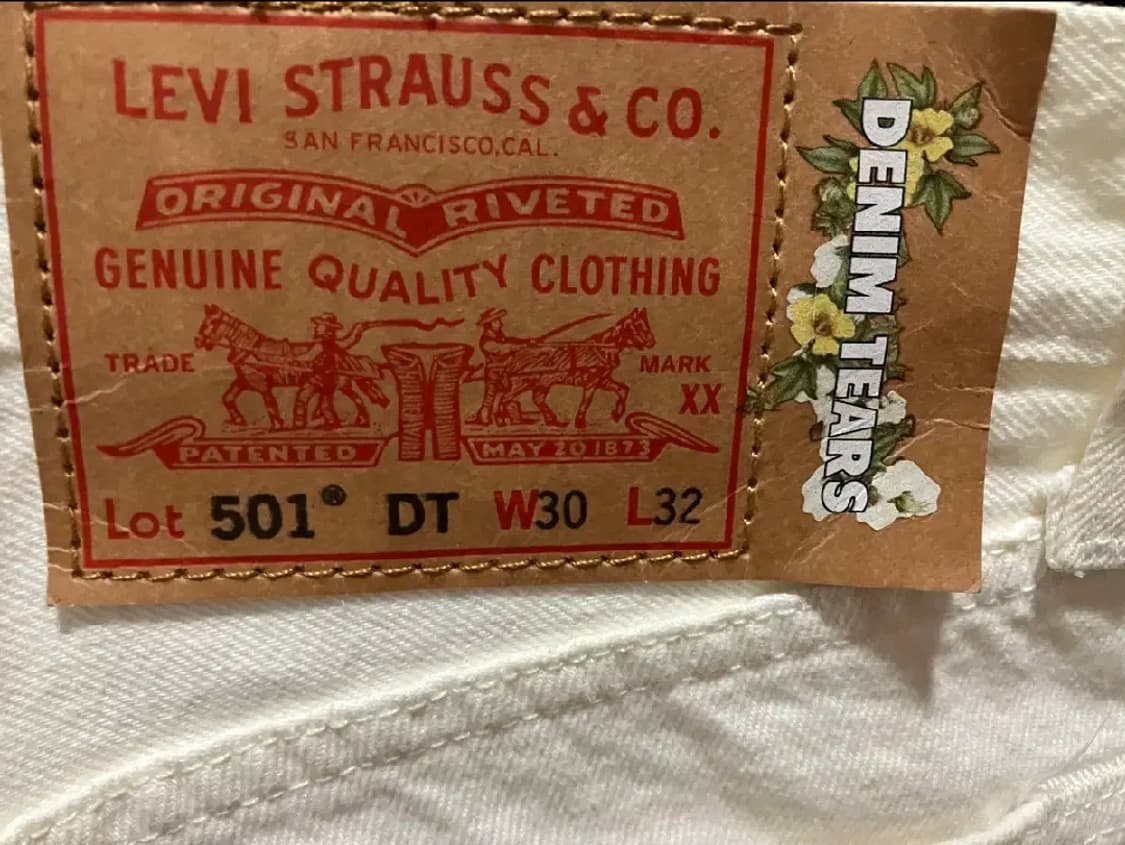 LEVI STRAUSS & CO.
SAN FRANCISCO, CAL.
ORIGINAL RIVETED
GENUINE QUALITY CLOTHING
TRADE MARK
XX
PATENTED MAY 20 1873
Lot 501® DT W30 L32
DENIM TEARS